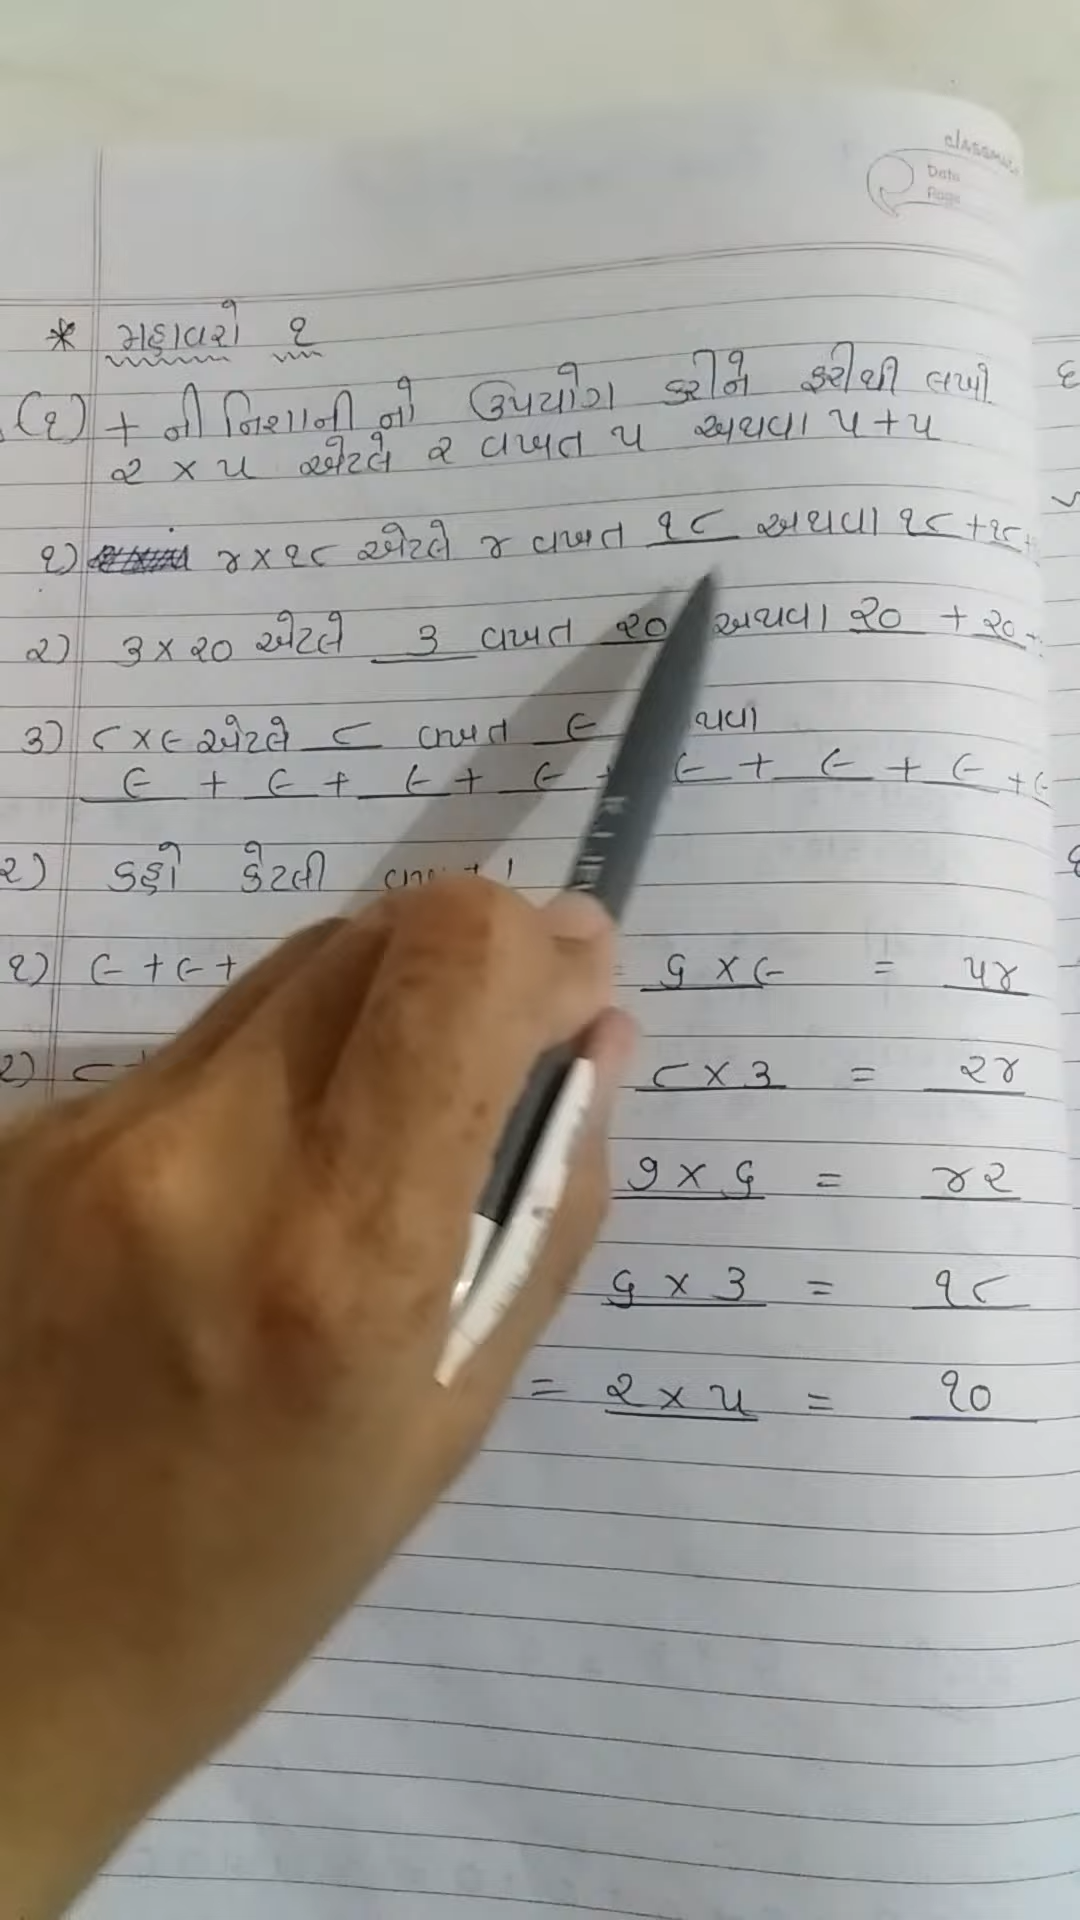 classmate
Date
Page
* મહાવરો ૧
(૧) + ની નિશાની નો ઉપયોગ કરીને ફરીથી લખો
૨ × ૫ એટલે ૨ વખત ૫ અથવા ૫ + ૫
૧) ૪ × ૧૮ એટલે ૪ વખત ૧૮ અથવા ૧૮ + ૧૮ +
૨) ૩ × ૨૦ એટલે ૩ વખત ૨૦ અથવા ૨૦ + ૨૦ +
૩) ૮ × ૯ એટલે ૮ વખત ૯
૯ + ૯ + ૯ + ૯ + ૯ + ૯ + ૯ + ૯
૨) કહો કેટલી
૧) ૯ + ૯ + = ૬ × ૯ = ૫૪
૨) ૮ + ૮ × ૩ = ૨૪
૭ × ૬ = ૪૨
૬ × ૩ = ૧૮
= ૨ × ૫ = ૧૦